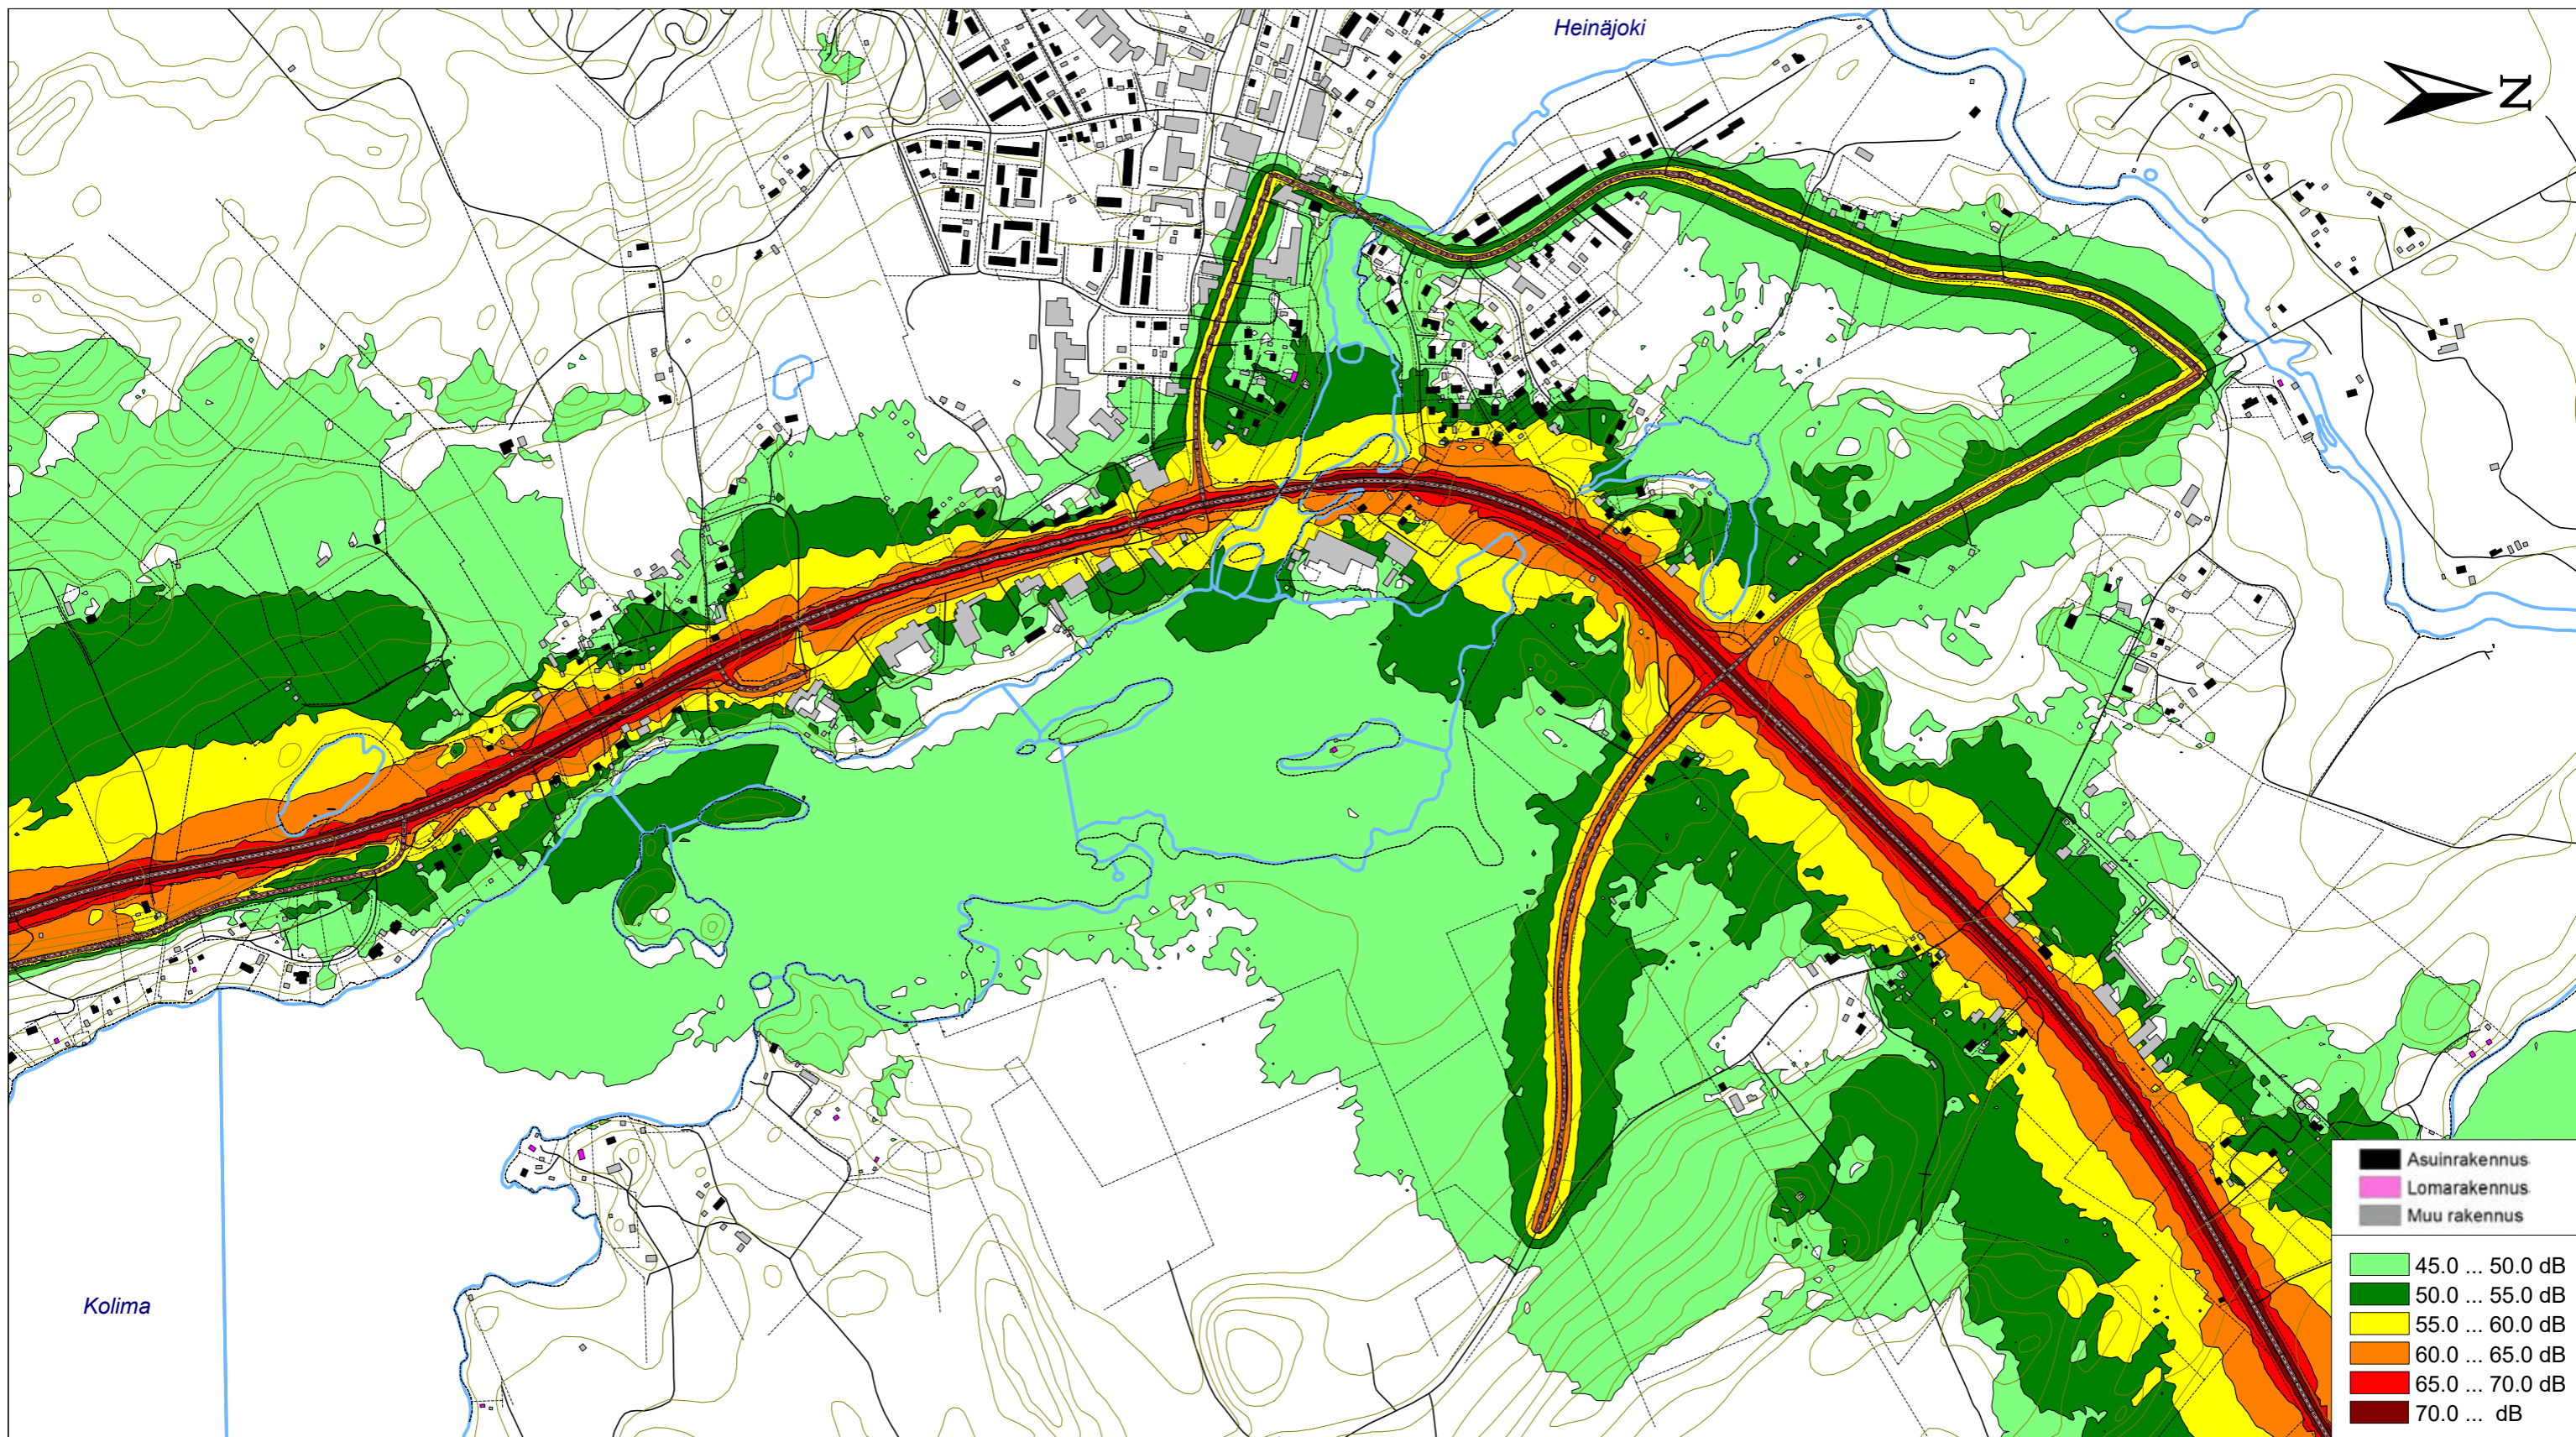 Heinäjoki
N
Kolima
Asuinrakennus
Lomarakennus
Muu rakennus
45.0 ... 50.0 dB
50.0 ... 55.0 dB
55.0 ... 60.0 dB
60.0 ... 65.0 dB
65.0 ... 70.0 dB
70.0 ... dB